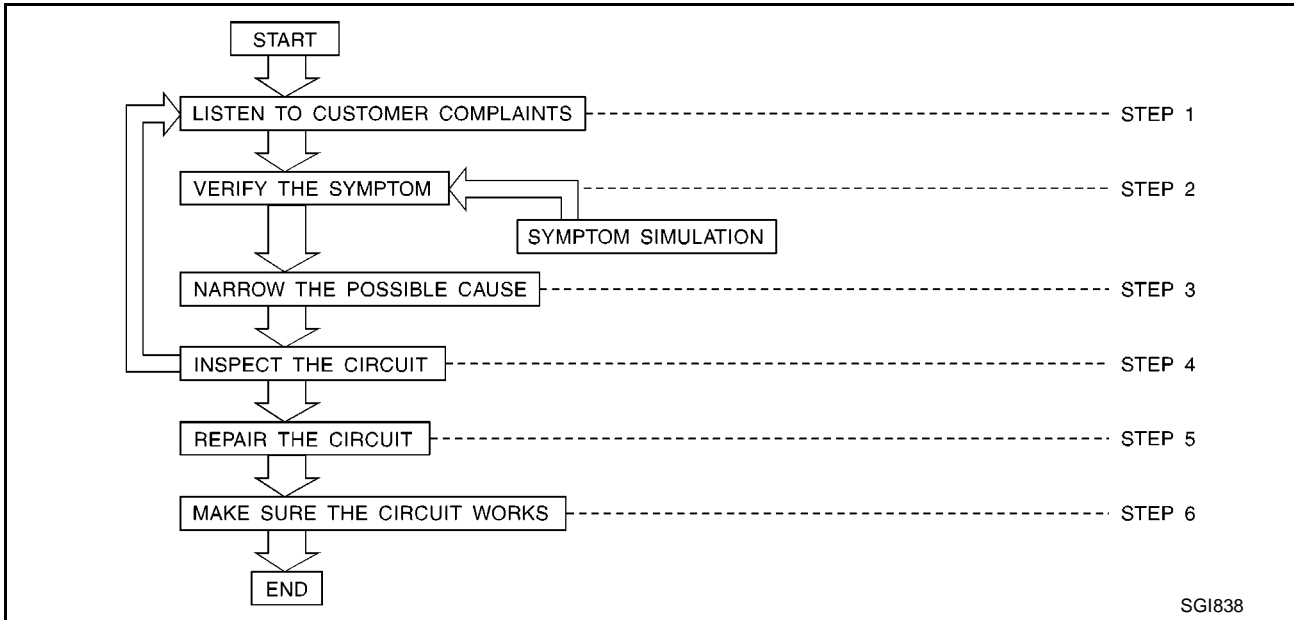 START
LISTEN TO CUSTOMER COMPLAINTS STEP 1
VERIFY THE SYMPTOM STEP 2
SYMPTOM SIMULATION
NARROW THE POSSIBLE CAUSE STEP 3
INSPECT THE CIRCUIT STEP 4
REPAIR THE CIRCUIT STEP 5
MAKE SURE THE CIRCUIT WORKS STEP 6
END
SGI838